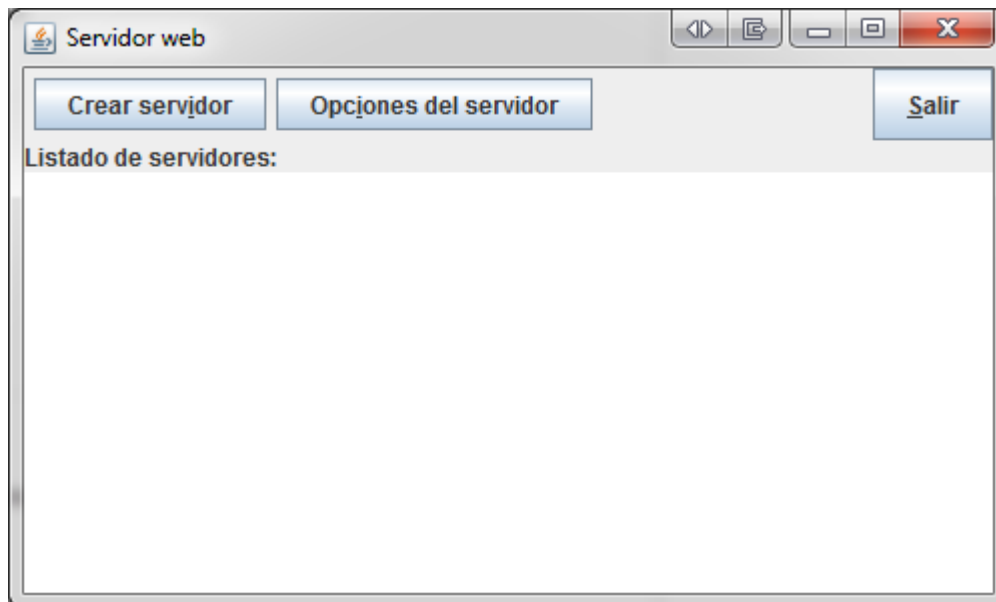 Servidor web
Crear servidor Opciones del servidor Salir
Listado de servidores: